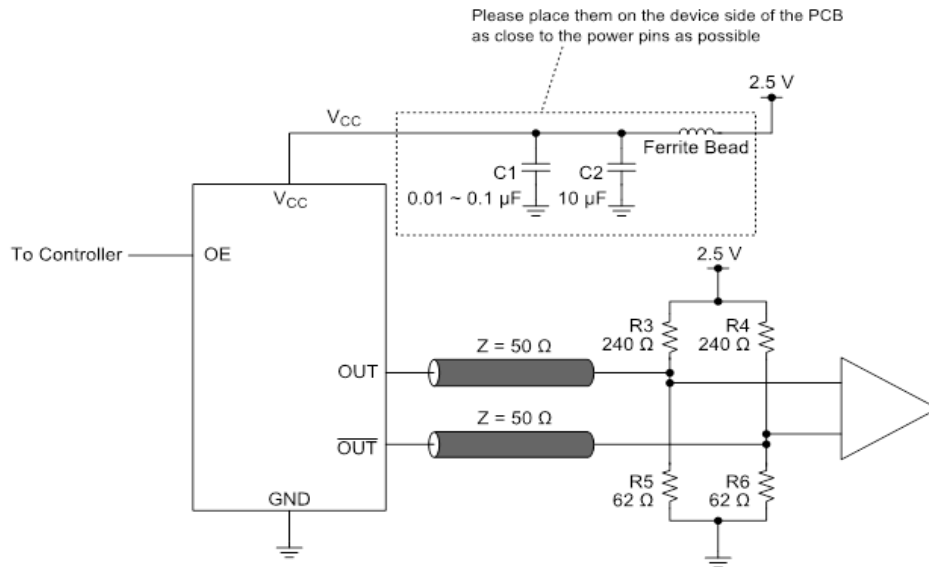 Please place them on the device side of the PCB
as close to the power pins as possible
2.5 V
VCC
Ferrite Bead
C1
C2
0.01 ~ 0.1 µF
10 µF
VCC
To Controller
OE
2.5 V
R3
240 Ω
R4
240 Ω
Z = 50 Ω
OUT
Z = 50 Ω
OUT
R5
62 Ω
R6
62 Ω
GND